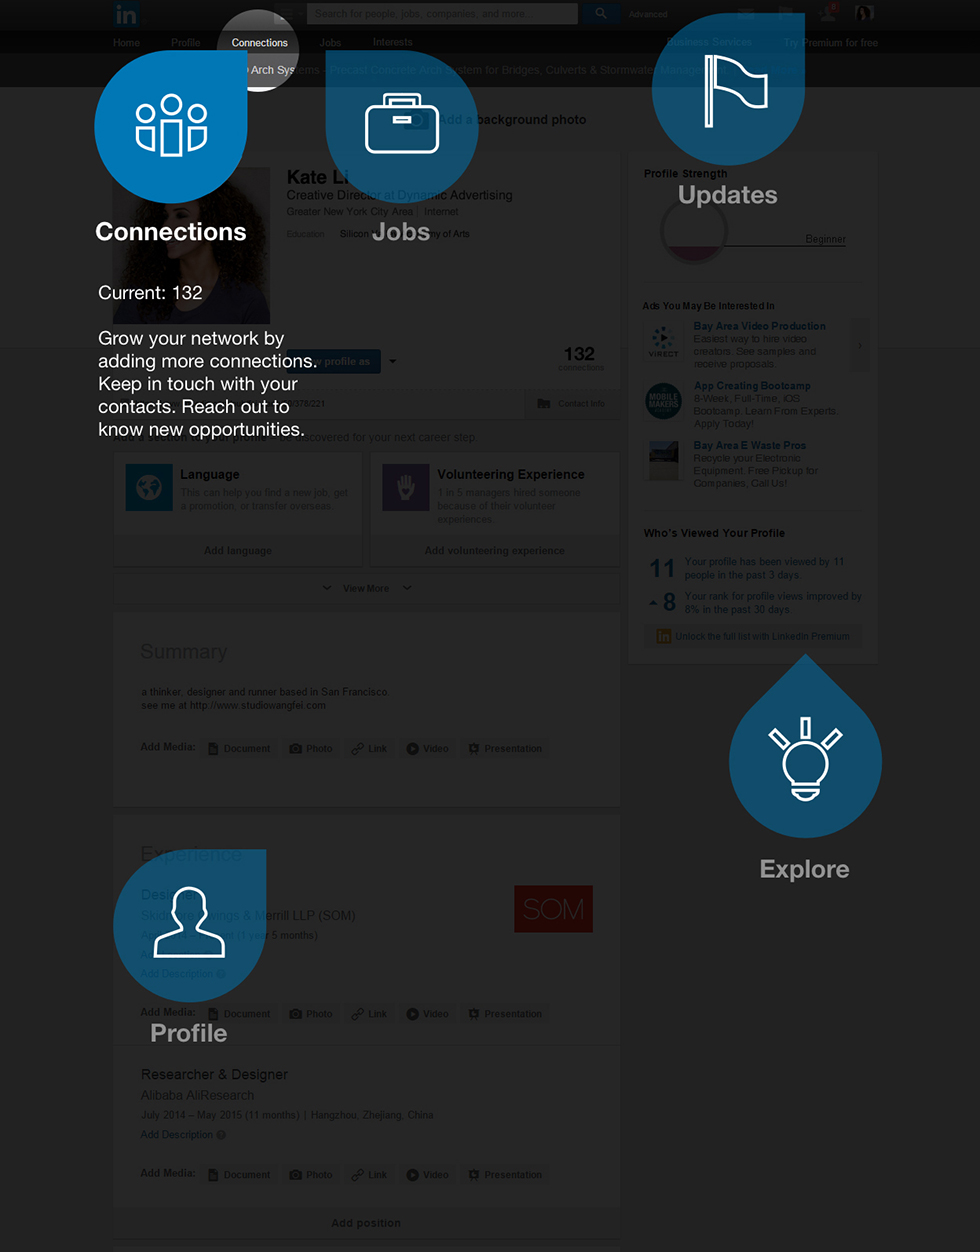 in
Search for people, jobs, companies, and more...
Advanced
Home
Profile
Connections
Jobs
Interests
Business Services
Try Premium for free
Arch Systems - Precast Concrete Arch System for Bridges, Culverts & Stormwater
Add a background photo
Connections
Jobs
Updates
Kate Li
Creative Director at Dynamic Advertising
Greater New York City Area | Internet
Education
Profile Strength
Beginner
Current: 132
Grow your network by
adding more connections.
Keep in touch with your
contacts. Reach out to
know new opportunities.
profile as
132
connections
/378/221
Contact Info
be discovered for your next career step.
Language
This can help you find a new job, get
a promotion, or transfer overseas.
Add language
Volunteering Experience
1 in 5 managers hired someone
because of their volunteer
experiences.
Add volunteering experience
View More
Ads You May Be Interested In
ViRECT
Bay Area Video Production
Easiest way to hire video
creators. See samples and
receive proposals.
MOBILE
MAKERS
App Creating Bootcamp
8-Week, Full-Time, iOS
Bootcamp. Learn From Experts.
Apply Today!
Bay Area E Waste Pros
Recycle your Electronic
Equipment. Free Pickup for
Companies, Call Us!
Who's Viewed Your Profile
11 Your profile has been viewed by 11
people in the past 3 days.
8 Your rank for profile views improved by
8% in the past 30 days.
in Unlock the full list with LinkedIn Premium
Summary
a thinker, designer and runner based in San Francisco.
see me at http://www.studiowangfei.com
Add Media: Document Photo Link Video Presentation
Explore
Experience
Designer
Skidmore Owings & Merrill LLP (SOM)
(1 year 5 months)
SOM
Add Description
Add Media: Document Photo Link Video Presentation
Profile
Researcher & Designer
Alibaba AliResearch
July 2014 – May 2015 (11 months) | Hangzhou, Zhejiang, China
Add Description
Add Media: Document Photo Link Video Presentation
Add position